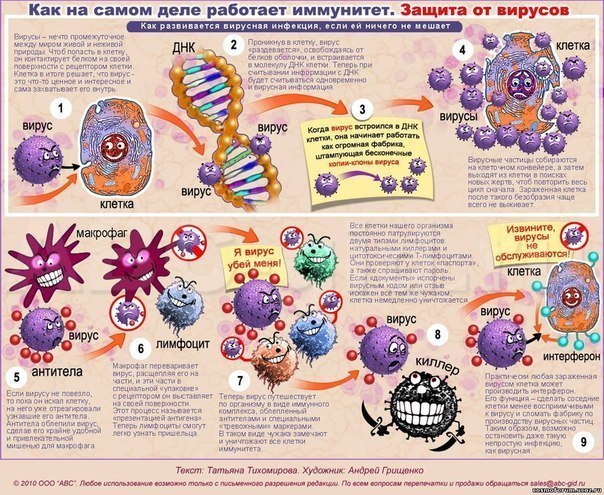 Как на самом деле работает иммунитет. Защита от вирусов
Как развивается вирусная инфекция, если ей ничего не мешает
Вирусы – нечто промежуточное
между миром живой и неживой
природы. Чтоб попасть в клетку,
он контактирует белком на своей
поверхности с рецептором клетки.
Клетка в итоге решает, что вирус -
это что-то ценное и интересное и
сама захватывает его внутрь.
1
вирус
клетка
ДНК
вирус
вирус
2
Проникнув в клетку, вирус
«раздевается», освобождаясь от
белков оболочки, и встраивается
в молекулу ДНК клетки. Теперь при
считывании информации с ДНК
будет считываться одновременно
и вирусная информация.
3
Когда вирус встроился в ДНК
клетки, она начинает работать
как огромная фабрика,
штампующая бесконечные
копии-клоны вируса
4
клетка
вирусы
Вирусные частицы собираются
на клеточном конвейере, а затем
выходят из клетки в поисках
новых жертв, чтоб повторить весь
цикл сначала. Зараженная клетка
после такого безобразия чаще
всего не выживает.
макрофаг
вирус
антитела
5
Если вирусу не повезло,
то пока он искал клетку,
на него уже отреагировали
узнавшие его антитела.
Антитела облепили вирус,
сделав его крайне удобной
и привлекательной
мишенью для макрофага.
6
лимфоцит
Макрофаг переваривает
вирус, расщепляя его на
части, и эти части в
специальной «упаковке»
с рецептором он выставляет
на своей поверхности.
Этот процесс называется
«презентацией антигена».
Теперь лимфоциты смогут
легко узнать пришельца.
Я вирус
убей меня!
7
Теперь вирус путешествует
по организму в виде иммунного
комплекса, облепленный
антителами и специальными
«тревожными» маркерами.
В таком виде чужака замечают
и уничтожают все клетки
иммунитета.
Все клетки нашего организма
постоянно патрулируются
двумя типами лимфоцитов:
натуральными киллерами и
цитотоксическими Т-лимфоцитами.
Они проверяют у клеток «паспорта»,
а также спрашивают пароль.
Если «документы» испорчены
вирусным кодом или отзыв
искажен всё тем же чужаком,
клетка немедленно уничтожается
вирус
8
киллер
Извините,
вирусы
не
обслуживаются!
клетка
вирус
интерферон
Практически любая зараженная
вирусом клетка может
производить интерферон.
Его функция – сделать соседние
клетки менее восприимчивыми
к вирусу и сломать фабрику по
производству вирусных частиц.
Таким образом, возможно
остановить даже такую
непростую инфекцию,
как вирусная.
9
Текст: Татьяна Тихомирова. Художник: Андрей Грищенко
© 2010 ООО "АВС". Любое использование возможно только с письменного разрешения редакции. По всем вопросам перепечатки и продажи обращаться sales@abc-gid.ru
cosmoforum.ucoz.ru